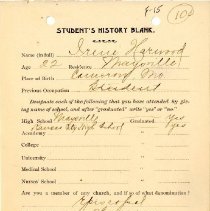 F-15
100
STUDENT'S HISTORY BLANK.
Name (in full) Irene Harwood
Age 22 Residence Maysville
Place of Birth Cameron, Mo.
Previous Occupation Student
Designate each of the following that you have attended by giving name of school, and after "graduated" write "yes" or "no."
High School Maysville Graduated Yes
Kansas City High School Yes
Academy
College
University
Medical School
Nurses' School
Are you a member of any church, and if so of what denomination?
Episcopal